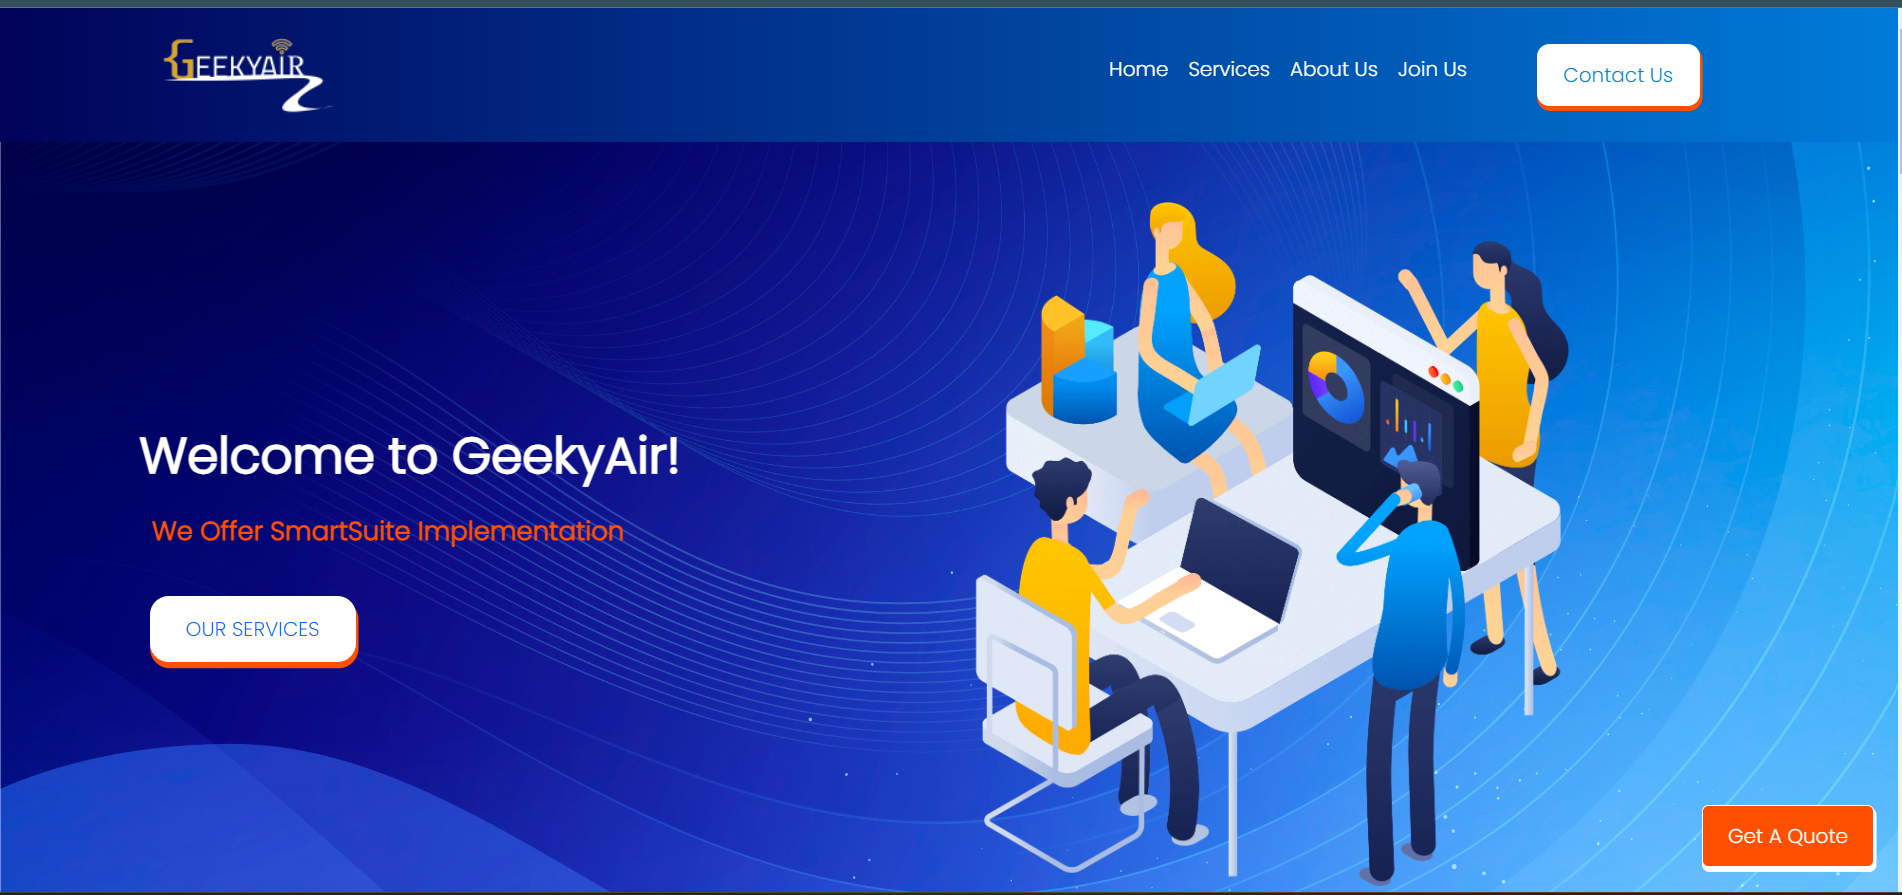 GEEKYAIR
Home Services About Us Join Us
Contact Us
Welcome to GeekyAir!
We Offer SmartSuite Implementation
OUR SERVICES
Get A Quote